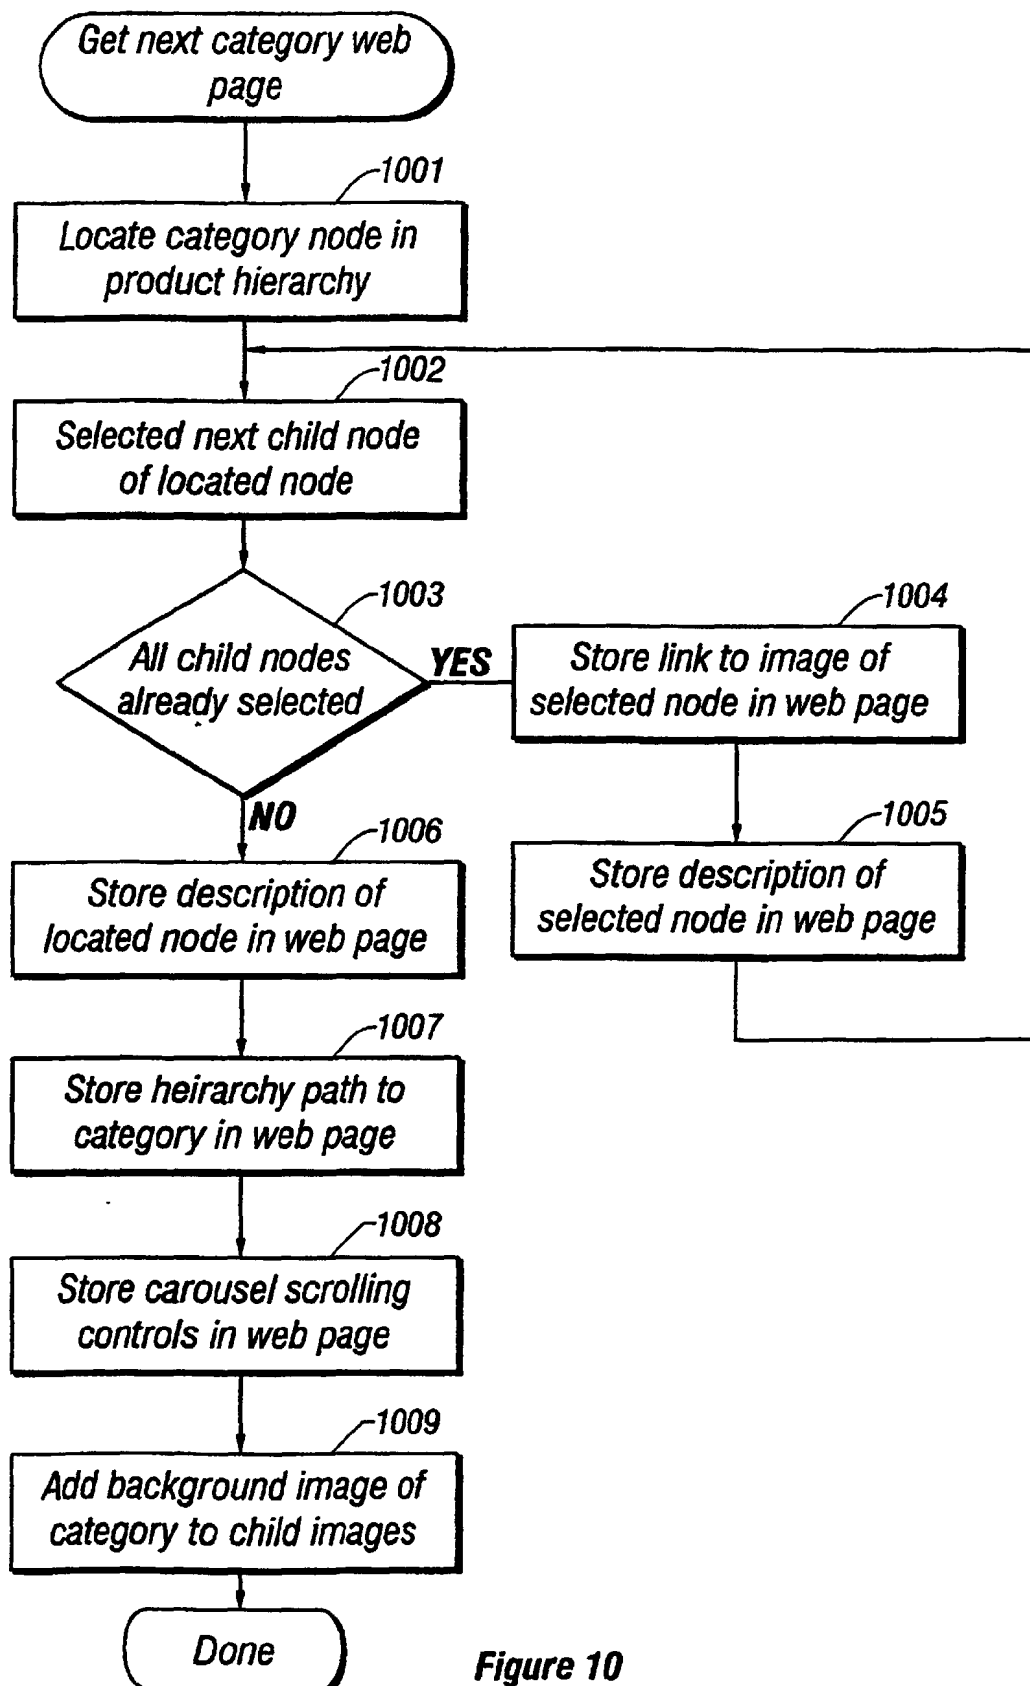 Get next category web
page
1001
Locate category node in
product hierarchy
1002
Selected next child node
of located node
1003
All child nodes
already selected
YES
1004
Store link to image of
selected node in web page
1005
Store description of
selected node in web page
NO
1006
Store description of
located node in web page
1007
Store heirarchy path to
category in web page
1008
Store carousel scrolling
controls in web page
1009
Add background image of
category to child images
Done
Figure 10